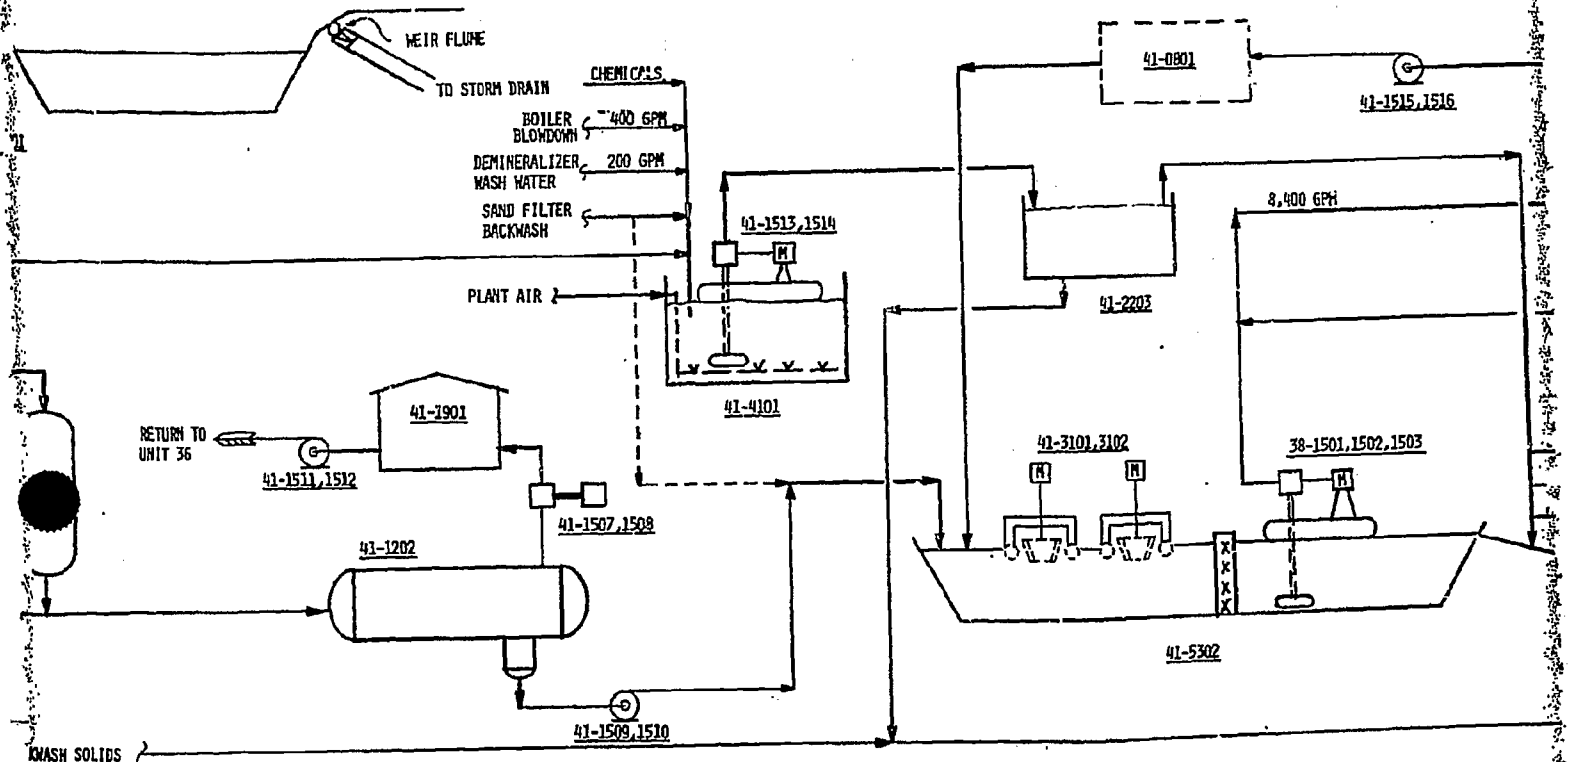 WEIR FLUME
TO STORM DRAIN
CHEMICALS
BOILER
BLOWDOWN
400 GPM
DEMINERALIZER
WASH WATER
200 GPM
SAND FILTER
BACKWASH
PLANT AIR
41-1513,1514
M
41-4101
41-0801
41-1515,1516
41-2203
8,400 GPM
41-1901
RETURN TO
UNIT 36
41-1511,1512
41-1507,1508
41-1202
41-1509,1510
41-3101,3102
M
M
38-1501,1502,1503
M
X
X
X
X
41-5302
KWASH SOLIDS